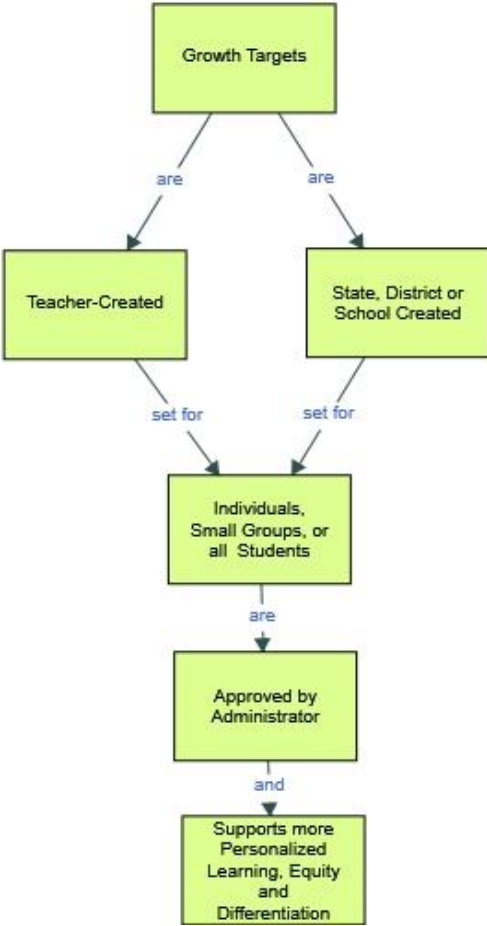 Growth Targets
are
are
Teacher-Created
State, District or
School Created
set for
set for
Individuals,
Small Groups, or
all Students
are
Approved by
Administrator
and
Supports more
Personalized
Learning, Equity
and
Differentiation